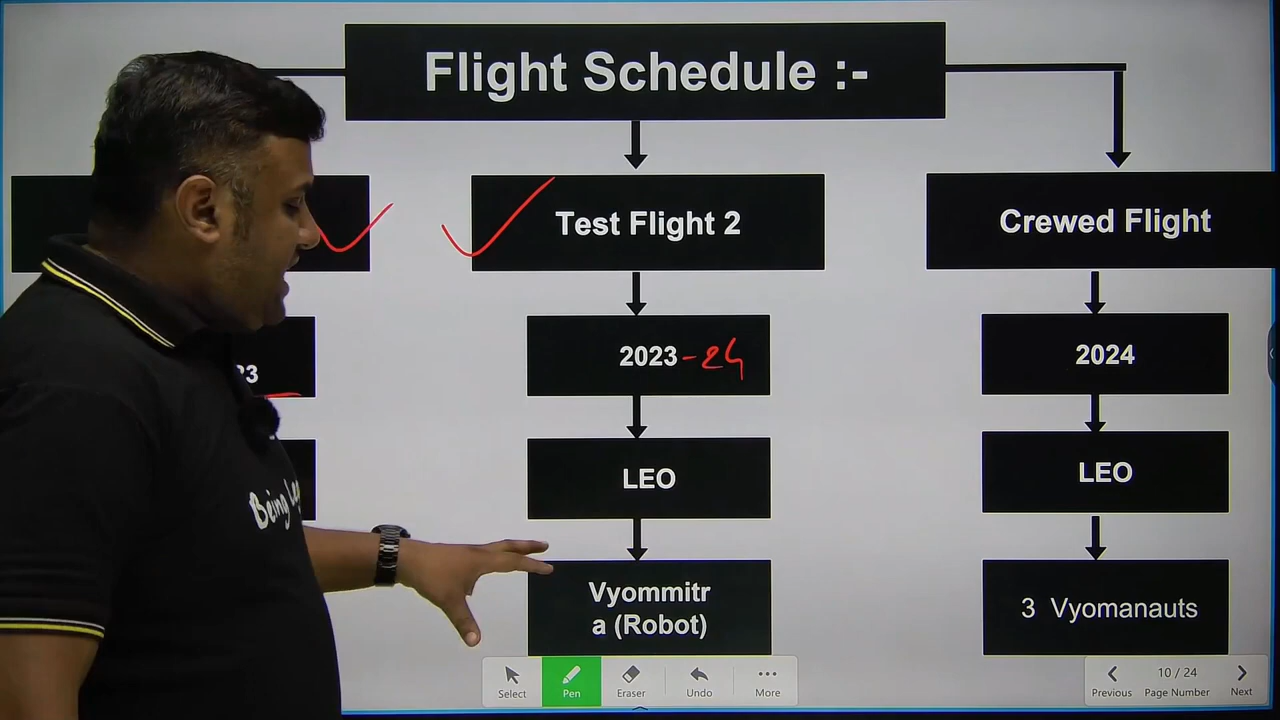 Flight Schedule :-
Test Flight 2
Crewed Flight
2023 - 24
2024
LEO
LEO
Vyommitr
a (Robot)
3 Vyomanauts
Being
Select
Pen
Eraser
Undo
More
Previous
10 / 24
Page Number
Next